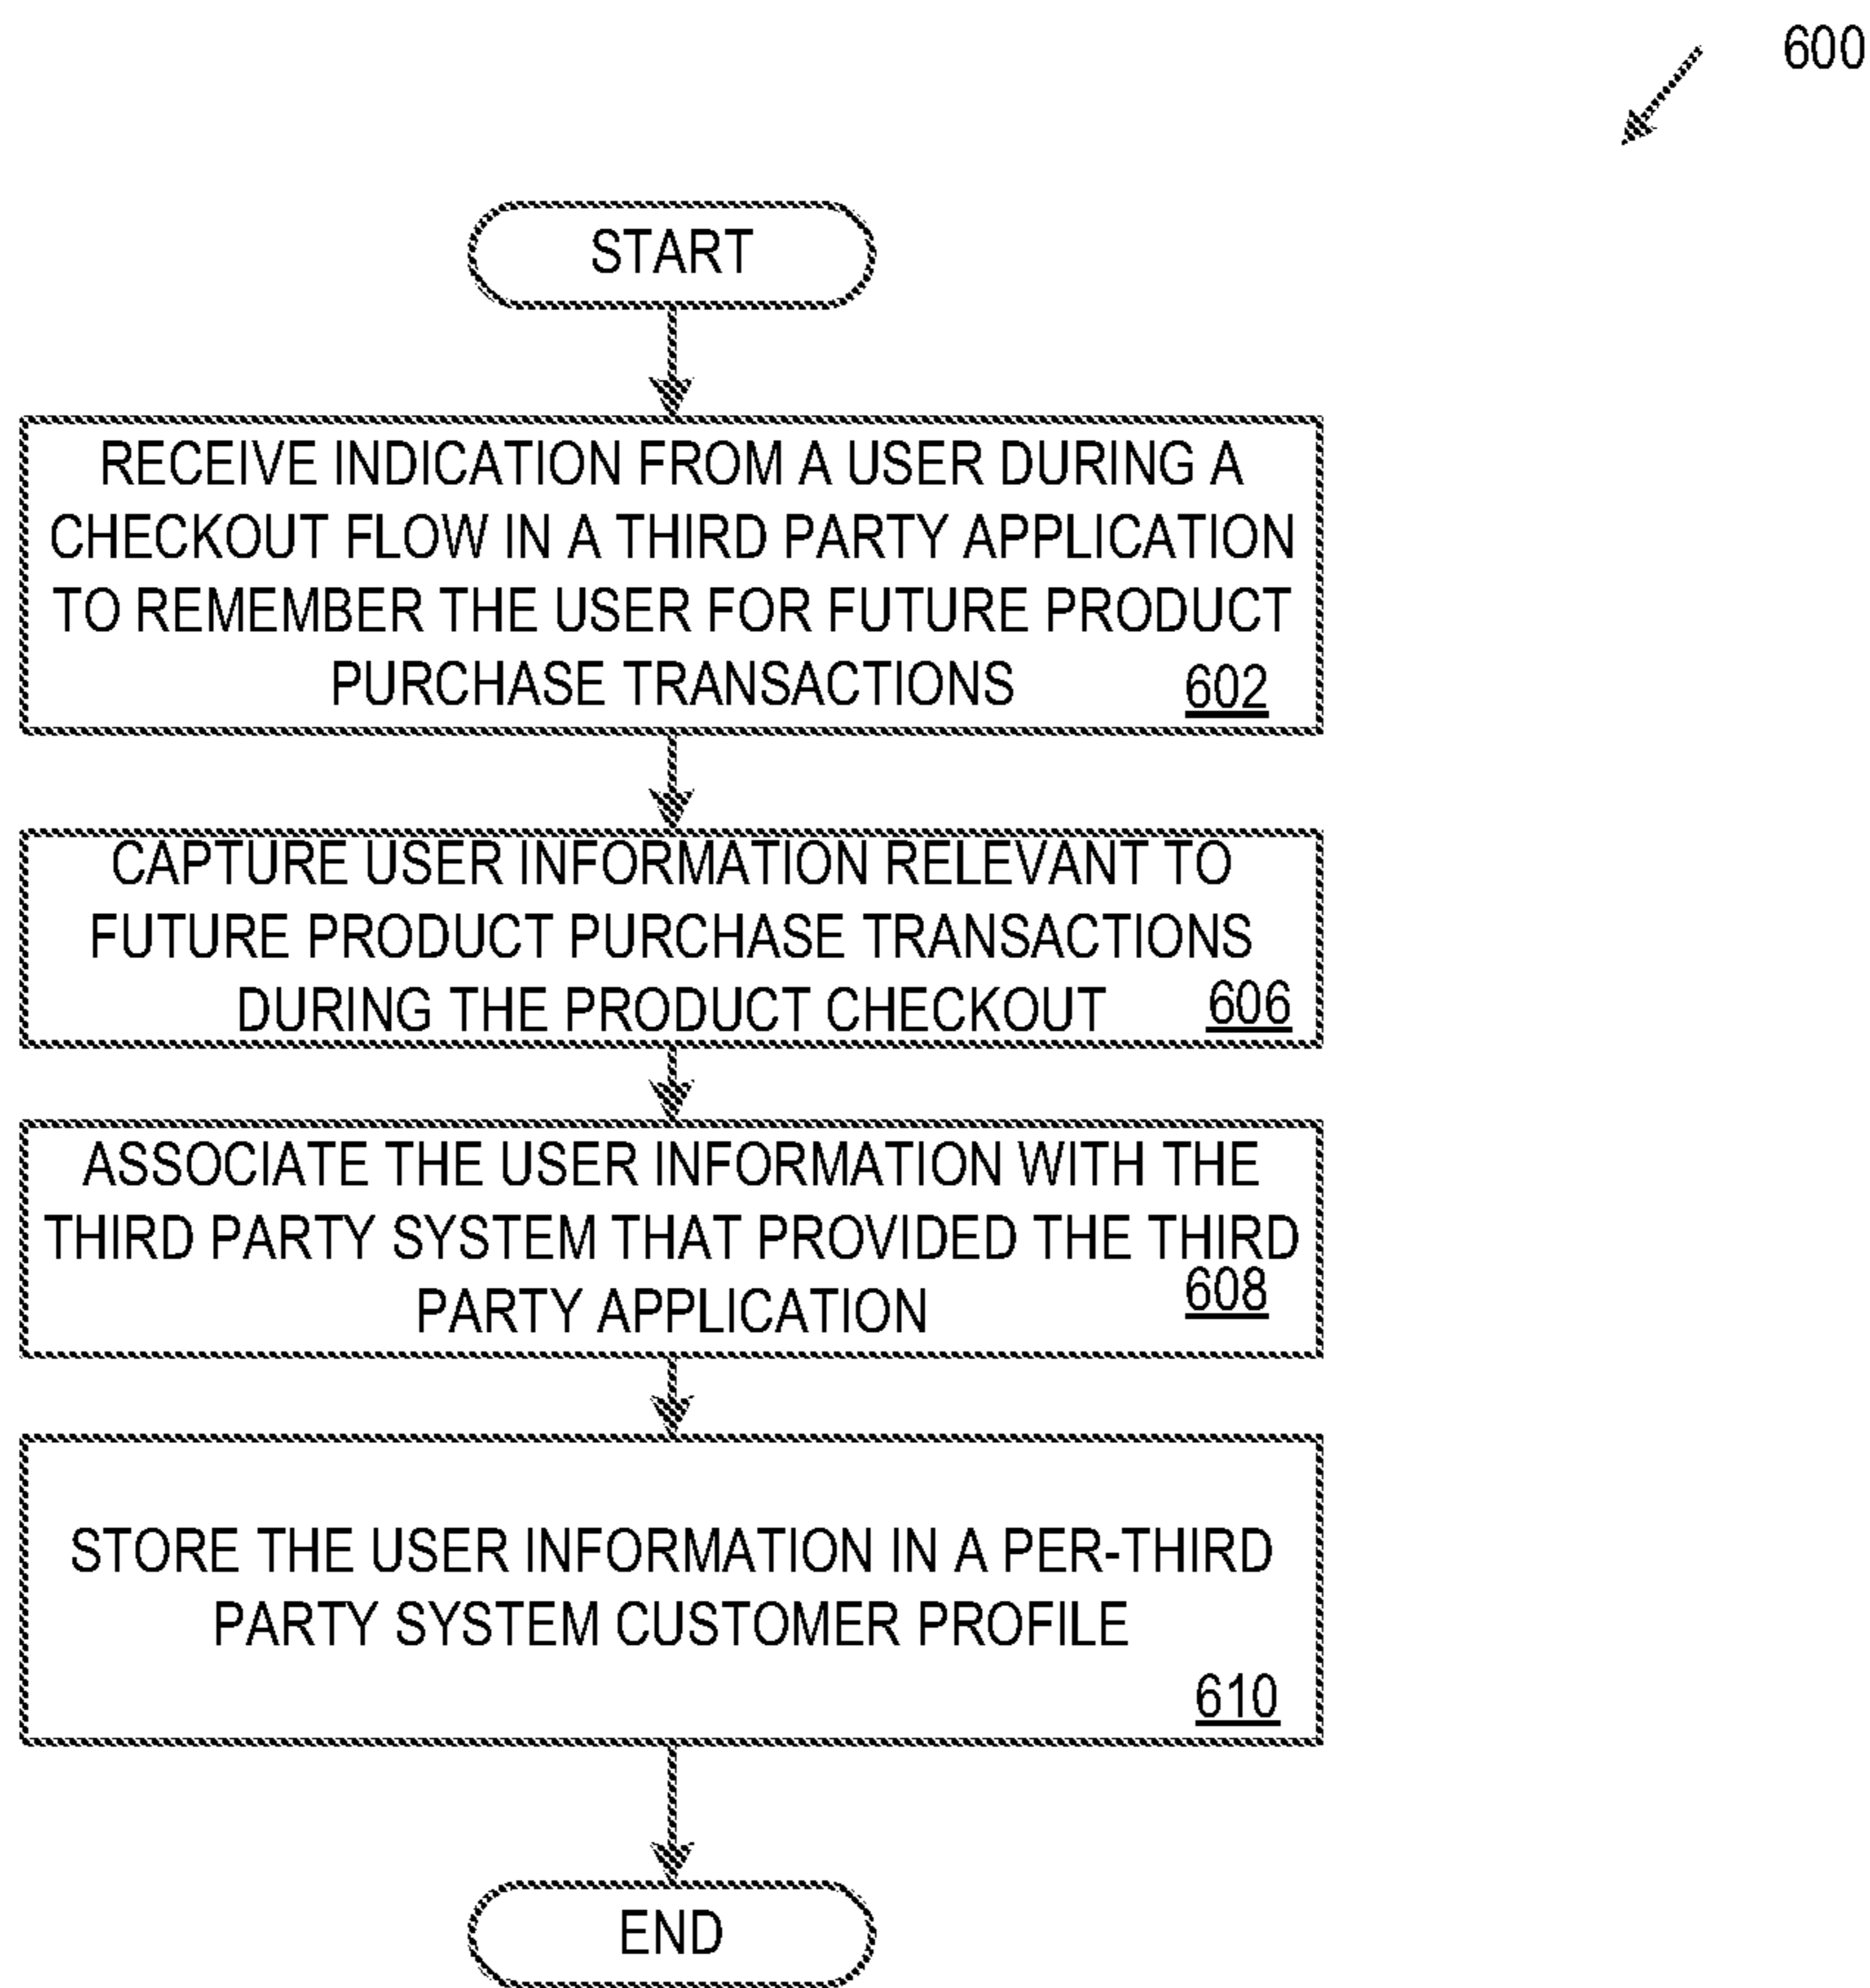 600
START
RECEIVE INDICATION FROM A USER DURING A
CHECKOUT FLOW IN A THIRD PARTY APPLICATION
TO REMEMBER THE USER FOR FUTURE PRODUCT
PURCHASE TRANSACTIONS 602
CAPTURE USER INFORMATION RELEVANT TO
FUTURE PRODUCT PURCHASE TRANSACTIONS
DURING THE PRODUCT CHECKOUT 606
ASSOCIATE THE USER INFORMATION WITH THE
THIRD PARTY SYSTEM THAT PROVIDED THE THIRD
PARTY APPLICATION 608
STORE THE USER INFORMATION IN A PER-THIRD
PARTY SYSTEM CUSTOMER PROFILE
610
END